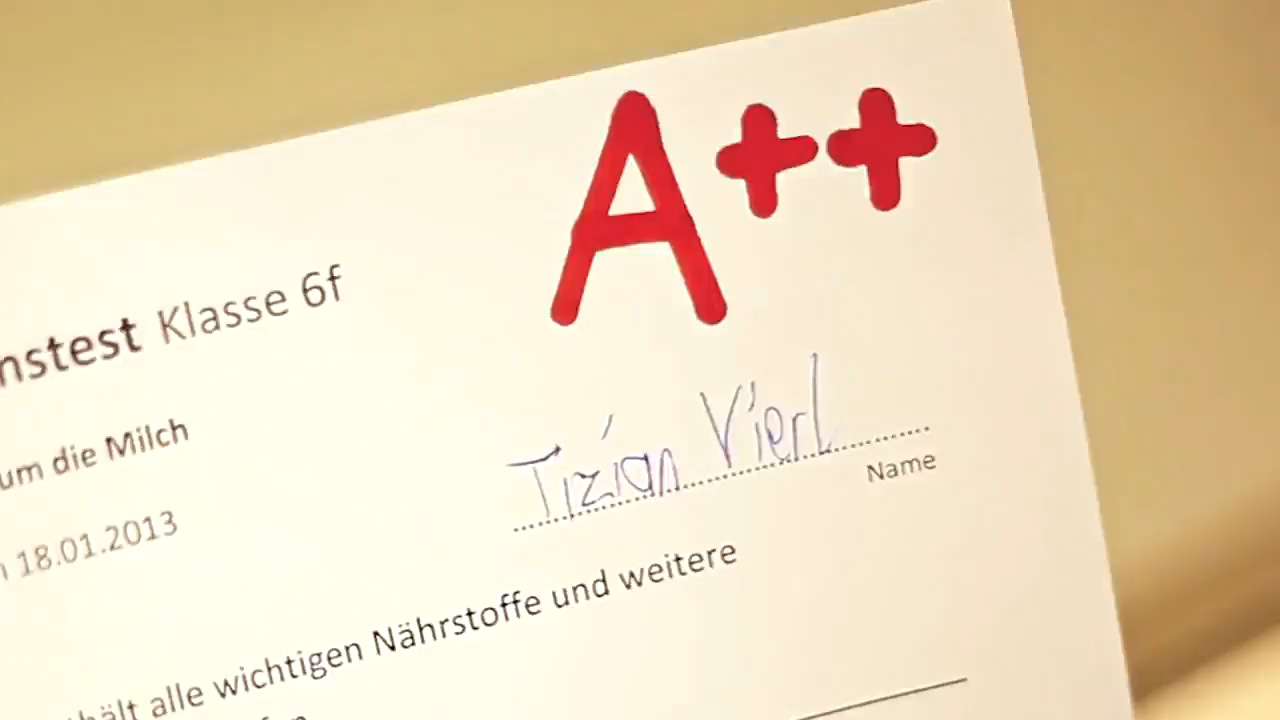 A++
nstest Klasse 6f
um die Milch
Tizian Vierl
Name
18.01.2013
hält alle wichtigen Nährstoffe und weitere